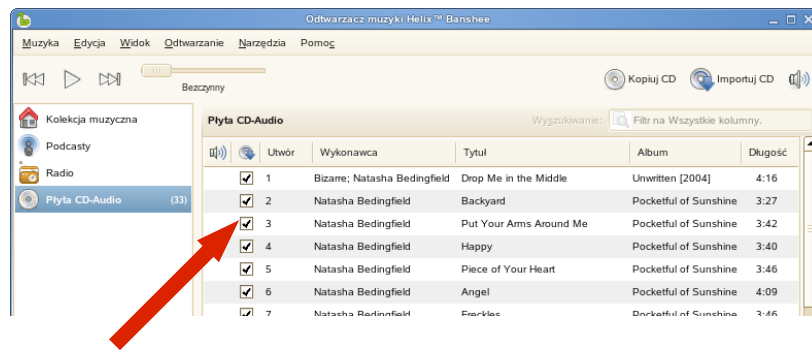 Odtwarzacz muzyki Helix™ Banshee
Muzyka Edycja Widok Odtwarzanie Narzędzia Pomoc
Bezczynny Kopiuj CD Importuj CD
Kolekcja muzyczna
Podcasty
Radio
Płyta CD-Audio (33)
Płyta CD-Audio Wyszukiwanie: Filtr na Wszystkie kolumny.
Utwór Wykonawca Tytuł Album Długość
1 Bizarre; Natasha Bedingfield Drop Me in the Middle Unwritten [2004] 4:16
2 Natasha Bedingfield Backyard Pocketful of Sunshine 3:27
3 Natasha Bedingfield Put Your Arms Around Me Pocketful of Sunshine 3:42
4 Natasha Bedingfield Happy Pocketful of Sunshine 3:40
5 Natasha Bedingfield Piece of Your Heart Pocketful of Sunshine 3:46
6 Natasha Bedingfield Angel Pocketful of Sunshine 4:09
7 Natasha Bedingfield Freckles Pocketful of Sunshine 3:46